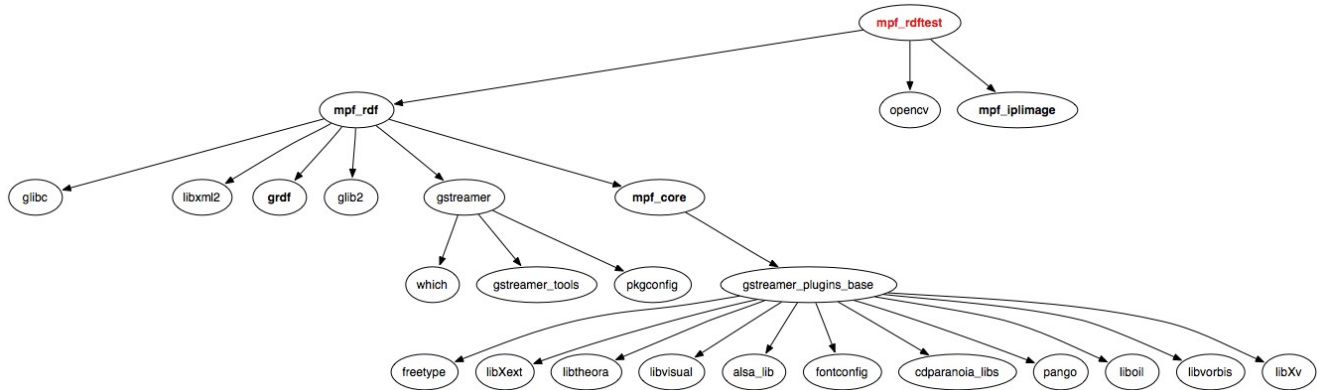 mpf_rdftest
mpf_rdf
opencv
mpf_iplimage
glibc
libxml2
grdf
glib2
gstreamer
mpf_core
which
gstreamer_tools
pkgconfig
gstreamer_plugins_base
freetype
libXext
libtheora
libvisual
alsa_lib
fontconfig
cdparanoia_libs
pango
liboil
libvorbis
libXv